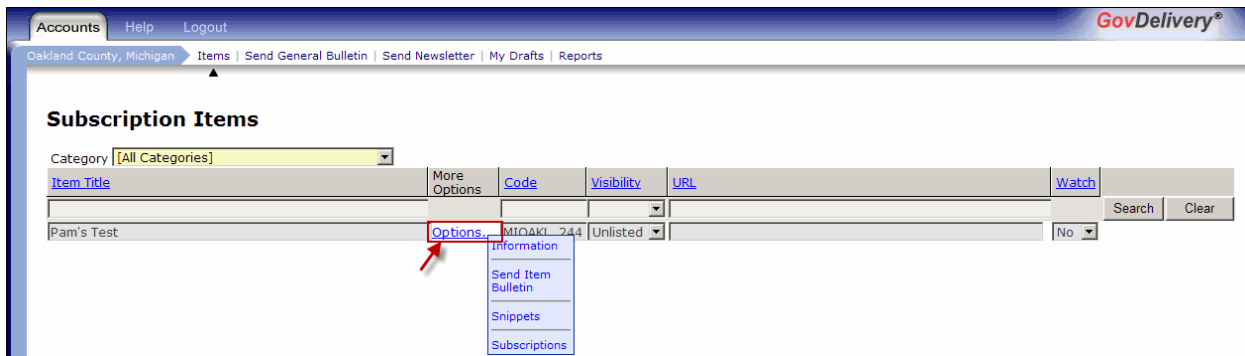 Accounts Help Logout GovDelivery®
Oakland County, Michigan Items | Send General Bulletin | Send Newsletter | My Drafts | Reports
Subscription Items
Category [All Categories]
Item Title More Options Code Visibility URL Watch
Search Clear
Pam's Test Options.. MIOAKL_244 Unlisted No
Information
Send Item
Bulletin
Snippets
Subscriptions